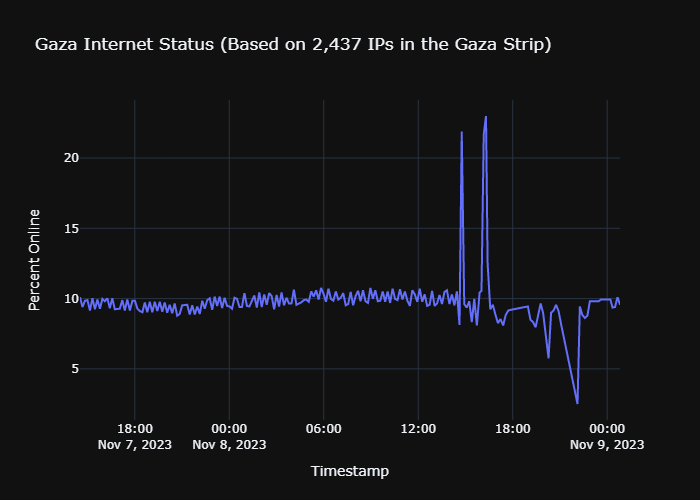 Gaza Internet Status (Based on 2,437 IPs in the Gaza Strip)
Percent Online
20
15
10
5
18:00 00:00 06:00 12:00 18:00 00:00
Nov 7, 2023 Nov 8, 2023 Nov 9, 2023
Timestamp